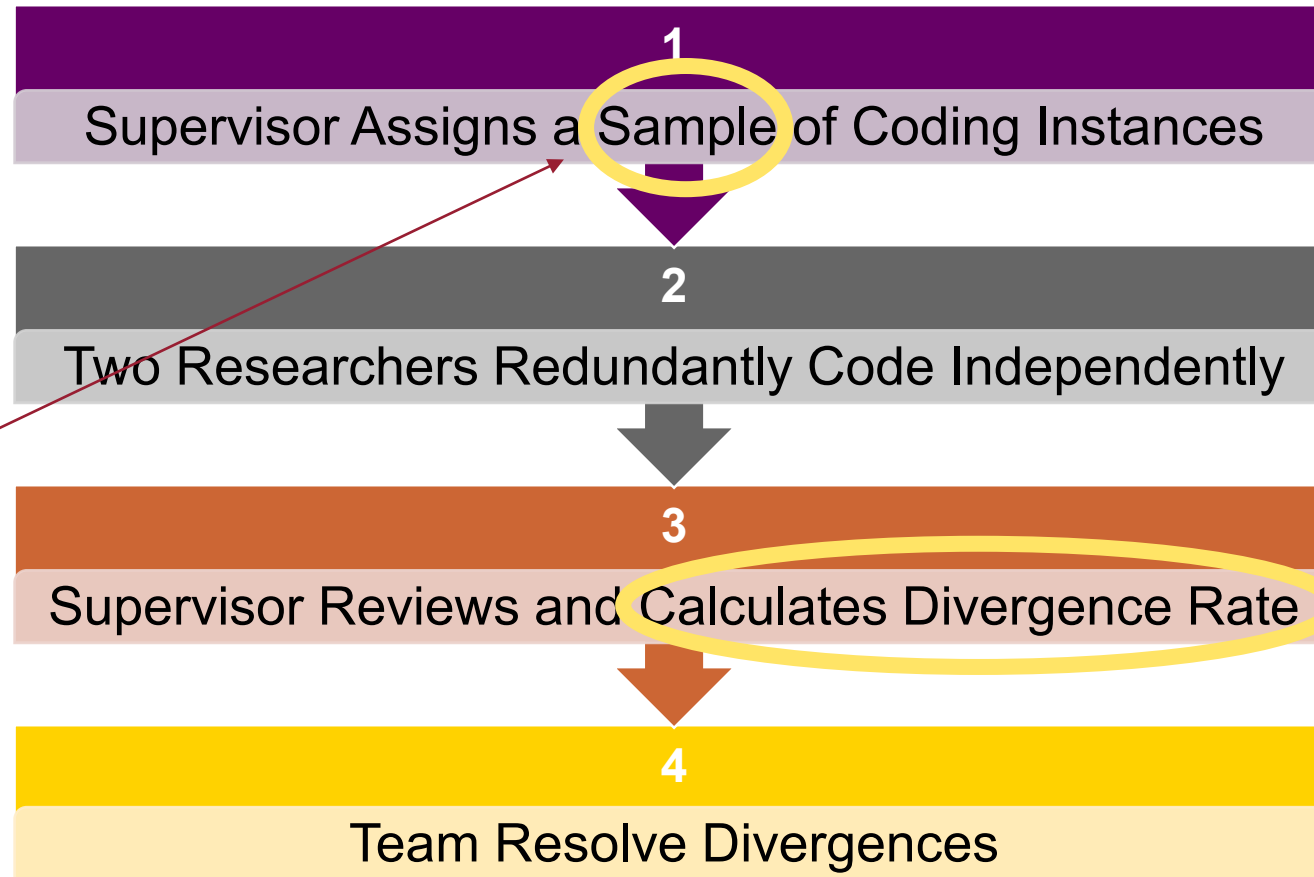 1
Supervisor Assigns a Sample of Coding Instances
2
Two Researchers Redundantly Code Independently
3
Supervisor Reviews and Calculates Divergence Rate
4
Team Resolve Divergences